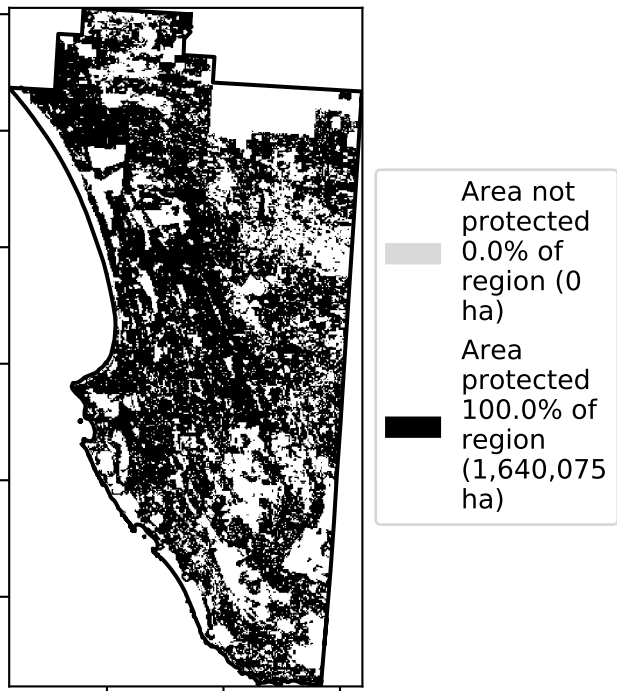 Area not
protected
0.0% of
region (0
ha)
Area
protected
100.0% of
region
(1,640,075
ha)